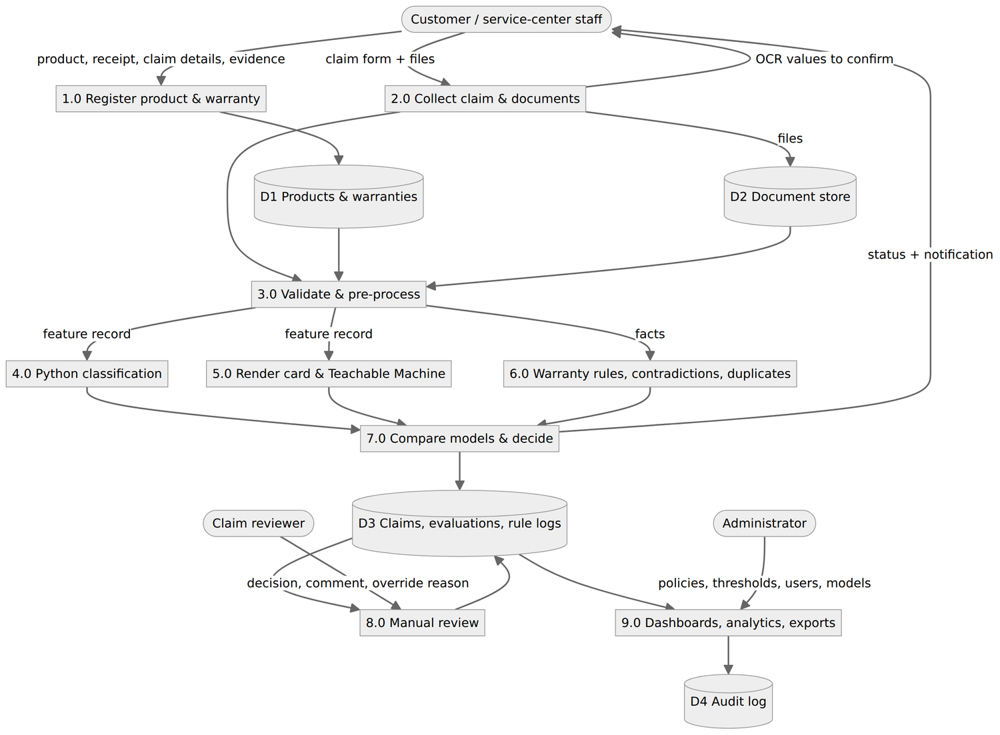 Customer / service-center staff
product, receipt, claim details, evidence
claim form + files
OCR values to confirm
1.0 Register product & warranty
2.0 Collect claim & documents
files
D1 Products & warranties
D2 Document store
status + notification
3.0 Validate & pre-process
feature record
feature record
facts
4.0 Python classification
5.0 Render card & Teachable Machine
6.0 Warranty rules, contradictions, duplicates
7.0 Compare models & decide
Claim reviewer
D3 Claims, evaluations, rule logs
Administrator
decision, comment, override reason
policies, thresholds, users, models
8.0 Manual review
9.0 Dashboards, analytics, exports
D4 Audit log